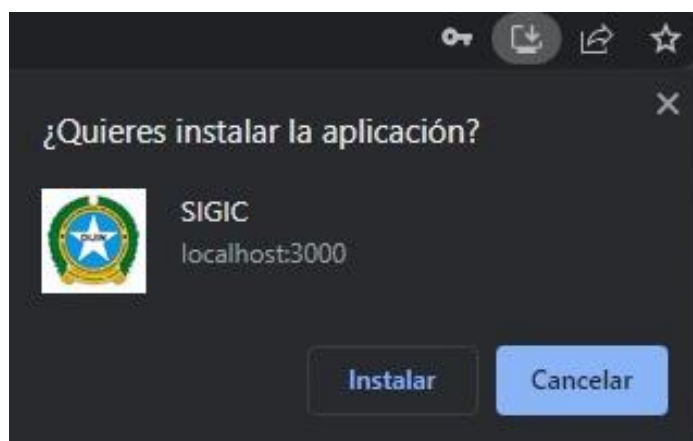 ¿Quieres instalar la aplicación?
SIGIC
localhost:3000
Instalar
Cancelar